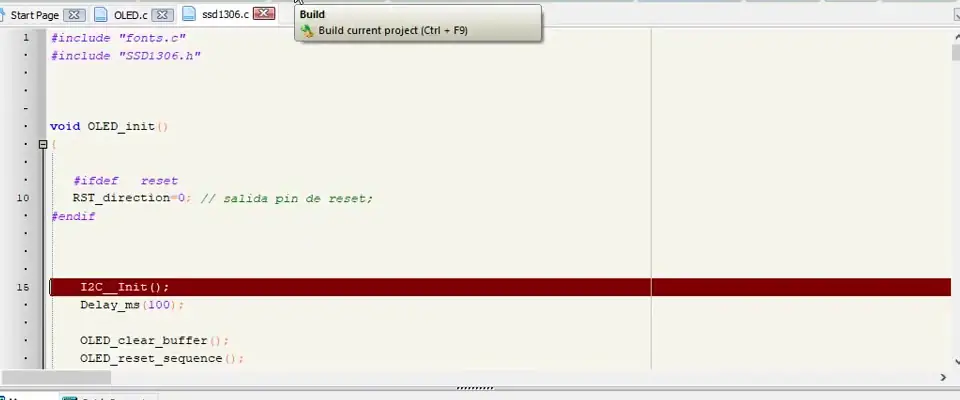 Start Page
OLED.c
ssd1306.c
Build
Build current project (Ctrl + F9)
1 #include "fonts.c"
#include "SSD1306.h"
void OLED_init()
{
#ifdef reset
10 RST_direction=0; // salida pin de reset;
#endif
15 I2C__Init();
Delay_ms(100);
OLED_clear_buffer();
OLED_reset_sequence();